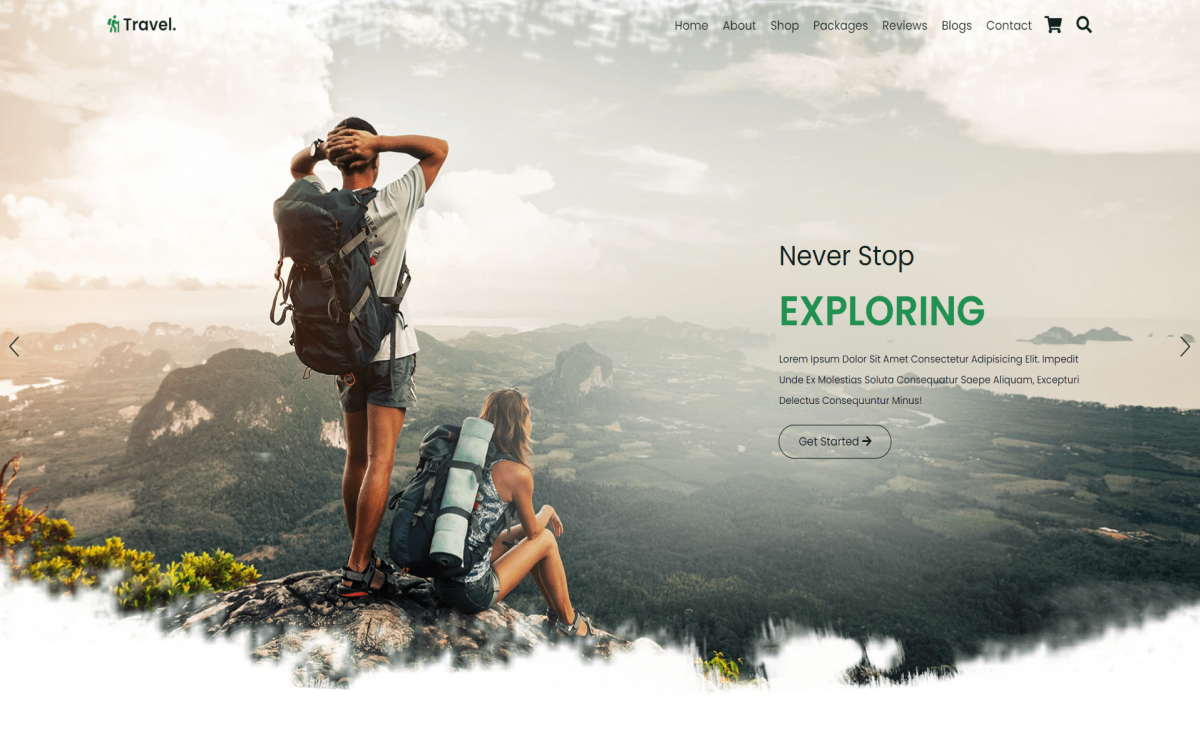 Travel.
Home About Shop Packages Reviews Blogs Contact
Never Stop
EXPLORING
Lorem Ipsum Dolor Sit Amet Consectetur Adipisicing Elit. Impedit
Unde Ex Molestias Soluta Consequatur Saepe Aliquam, Excepturi
Delectus Consequuntur Minus!
Get Started